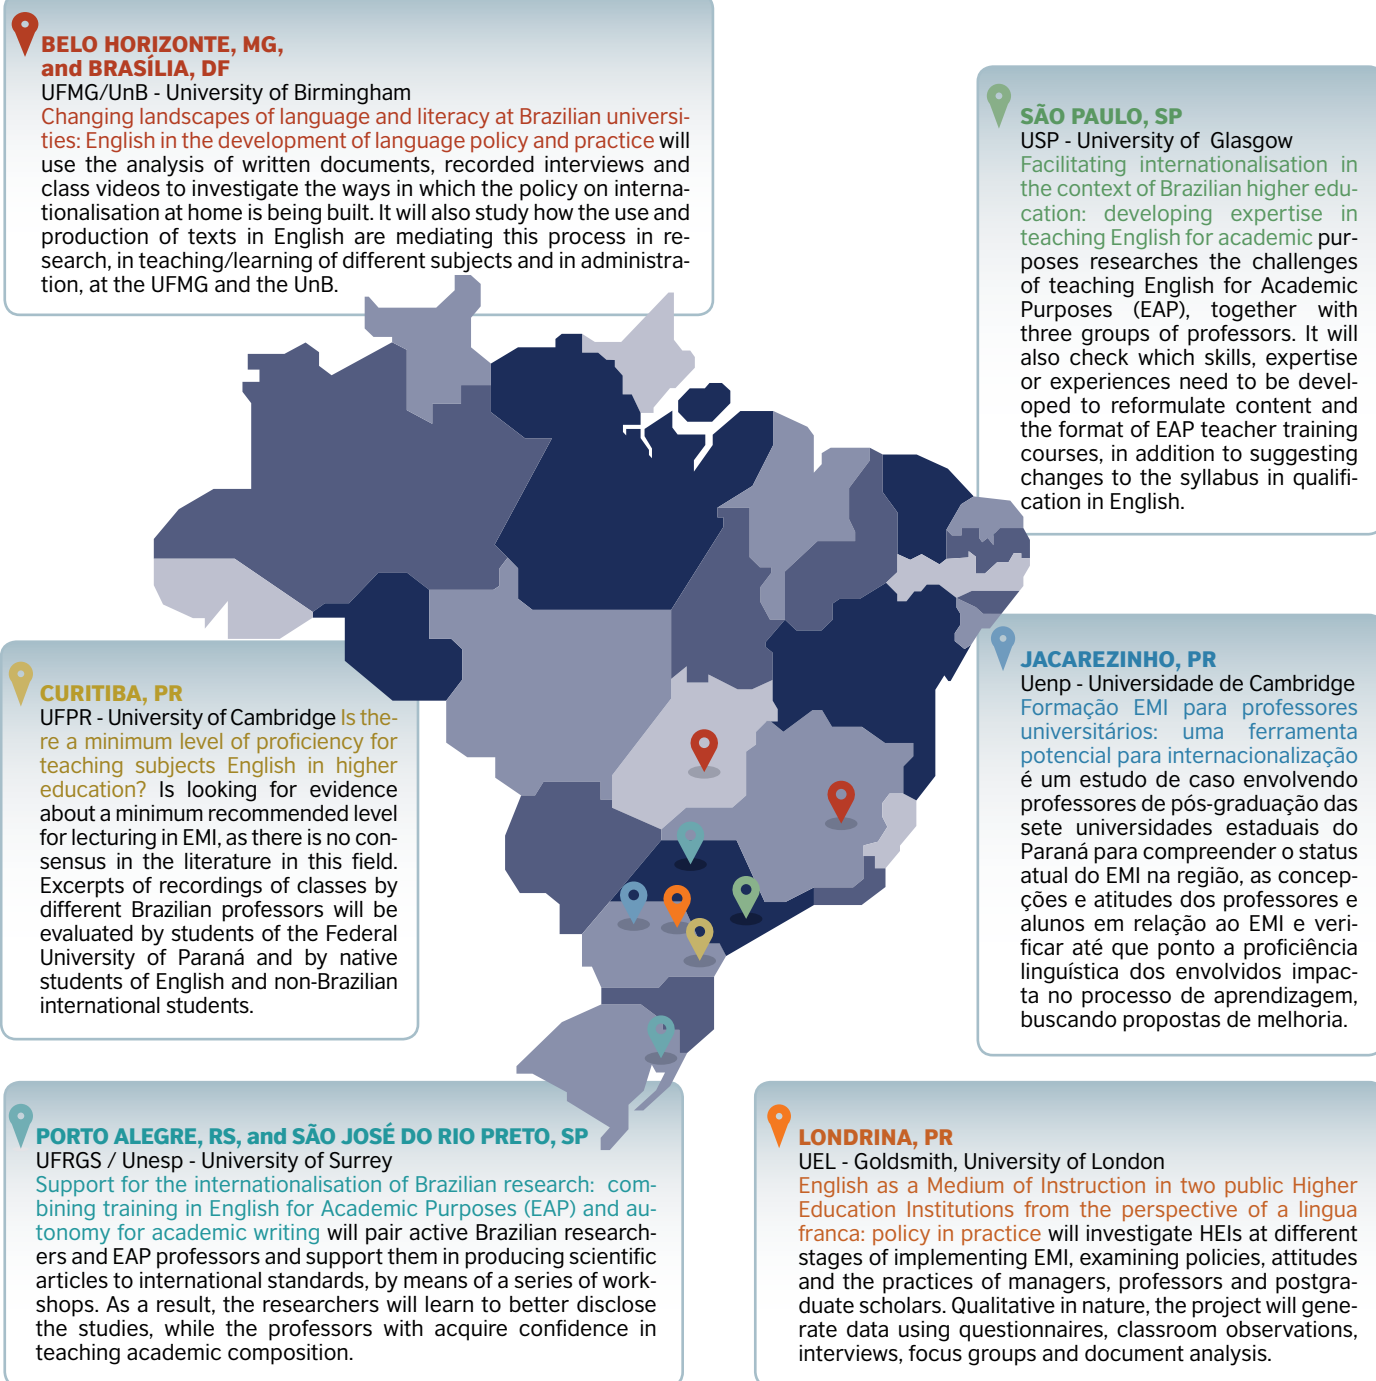 BELO HORIZONTE, MG,
and BRASÍLIA, DF
UFMG/UnB - University of Birmingham
Changing landscapes of language and literacy at Brazilian universi-
ties: English in the development of language policy and practice will
use the analysis of written documents, recorded interviews and
class videos to investigate the ways in which the policy on interna-
tionalisation at home is being built. It will also study how the use and
production of texts in English are mediating this process in re-
search, in teaching/learning of different subjects and in administra-
tion, at the UFMG and the UnB.
SÃO PAULO, SP
USP - University of Glasgow
Facilitating internationalisation in
the context of Brazilian higher edu-
cation: developing expertise in
teaching English for academic pur-
poses researches the challenges
of teaching English for Academic
Purposes (EAP), together with
three groups of professors. It will
also check which skills, expertise
or experiences need to be devel-
oped to reformulate content and
the format of EAP teacher training
courses, in addition to suggesting
changes to the syllabus in qualifi-
cation in English.
CURITIBA, PR
UFPR - University of Cambridge Is the-
re a minimum level of proficiency for
teaching subjects English in higher
education? Is looking for evidence
about a minimum recommended level
for lecturing in EMI, as there is no con-
sensus in the literature in this field.
Excerpts of recordings of classes by
different Brazilian professors will be
evaluated by students of the Federal
University of Paraná and by native
students of English and non-Brazilian
international students.
JACAREZINHO, PR
Uenp - Universidade de Cambridge
Formação EMI para professores
universitários: uma ferramenta
potencial para internacionalização
é um estudo de caso envolvendo
professores de pós-graduação das
sete universidades estaduais do
Paraná para compreender o status
atual do EMI na região, as concep-
ções e atitudes dos professores e
alunos em relação ao EMI e veri-
ficar até que ponto a proficiência
linguística dos envolvidos impac-
ta no processo de aprendizagem,
buscando propostas de melhoria.
PORTO ALEGRE, RS, and SÃO JOSÉ DO RIO PRETO, SP
UFRGS / Unesp - University of Surrey
Support for the internationalisation of Brazilian research: com-
bining training in English for Academic Purposes (EAP) and au-
tonomy for academic writing will pair active Brazilian research-
ers and EAP professors and support them in producing scientific
articles to international standards, by means of a series of work-
shops. As a result, the researchers will learn to better disclose
the studies, while the professors with acquire confidence in
teaching academic composition.
LONDRINA, PR
UEL - Goldsmith, University of London
English as a Medium of Instruction in two public Higher
Education Institutions from the perspective of a lingua
franca: policy in practice will investigate HEIs at different
stages of implementing EMI, examining policies, attitudes
and the practices of managers, professors and postgra-
duate scholars. Qualitative in nature, the project will gene-
rate data using questionnaires, classroom observations,
interviews, focus groups and document analysis.